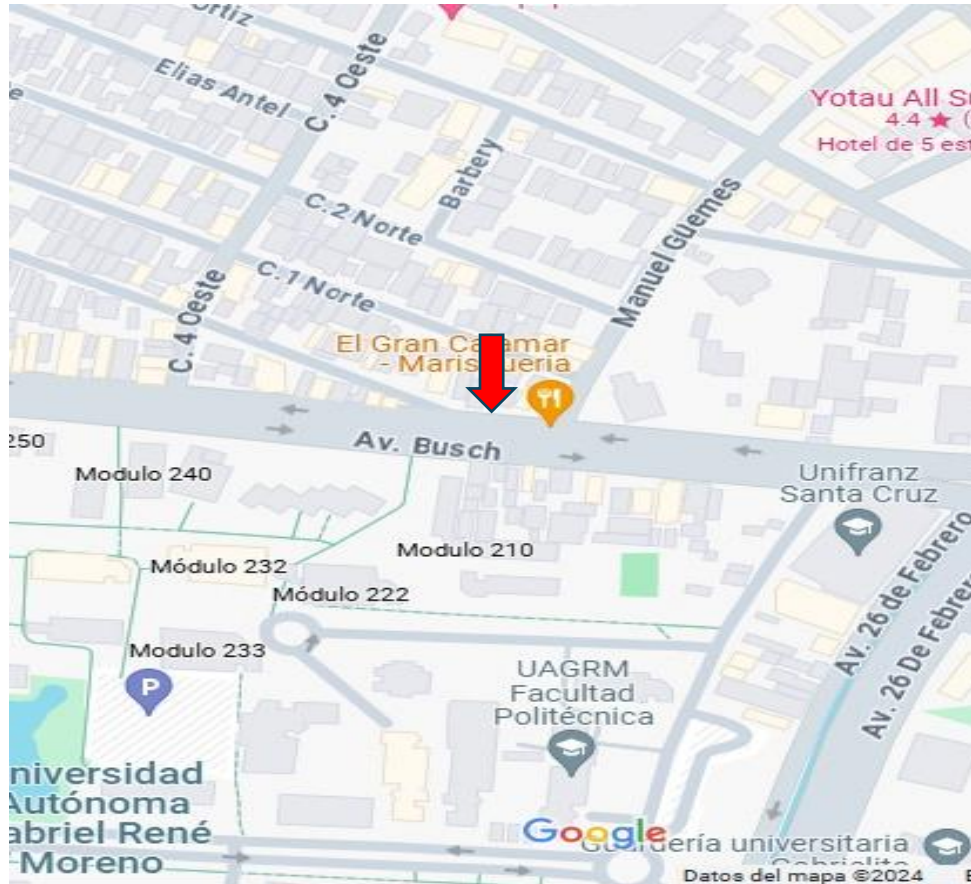 Ortiz
Elias Antel
C. 4 Oeste
Yotau All S
4.4 ★ (
Hotel de 5 est
Barbery
C. 2 Norte
Manuel Güemes
C. 1 Norte
C. 4 Oeste
El Gran Ca amar
- Maris ueria
Av. Busch
250
Modulo 240
Unifranz
Santa Cruz
Modulo 210
Módulo 232
Módulo 222
Av. 26 de Febrero
Av. 26 De Febrer
Modulo 233
P
UAGRM
Facultad
Politécnica
niversidad
Autónoma
abriel René
Moreno
Google
ería universitaria
Datos del mapa ©2024